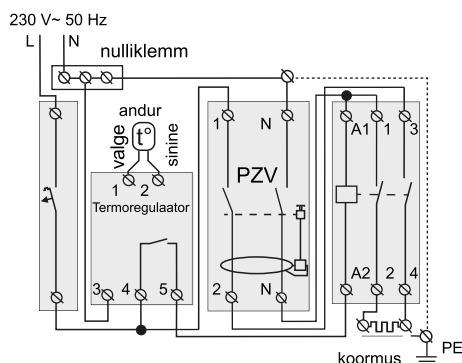 230 V~ 50 Hz
L N
nulliklemm
andur
valge
t°
sinine
1 2
Termoregulaator
3 4 5
1 N
PZV
2 N
A1 1 3
A2 2 4
PE
koormus